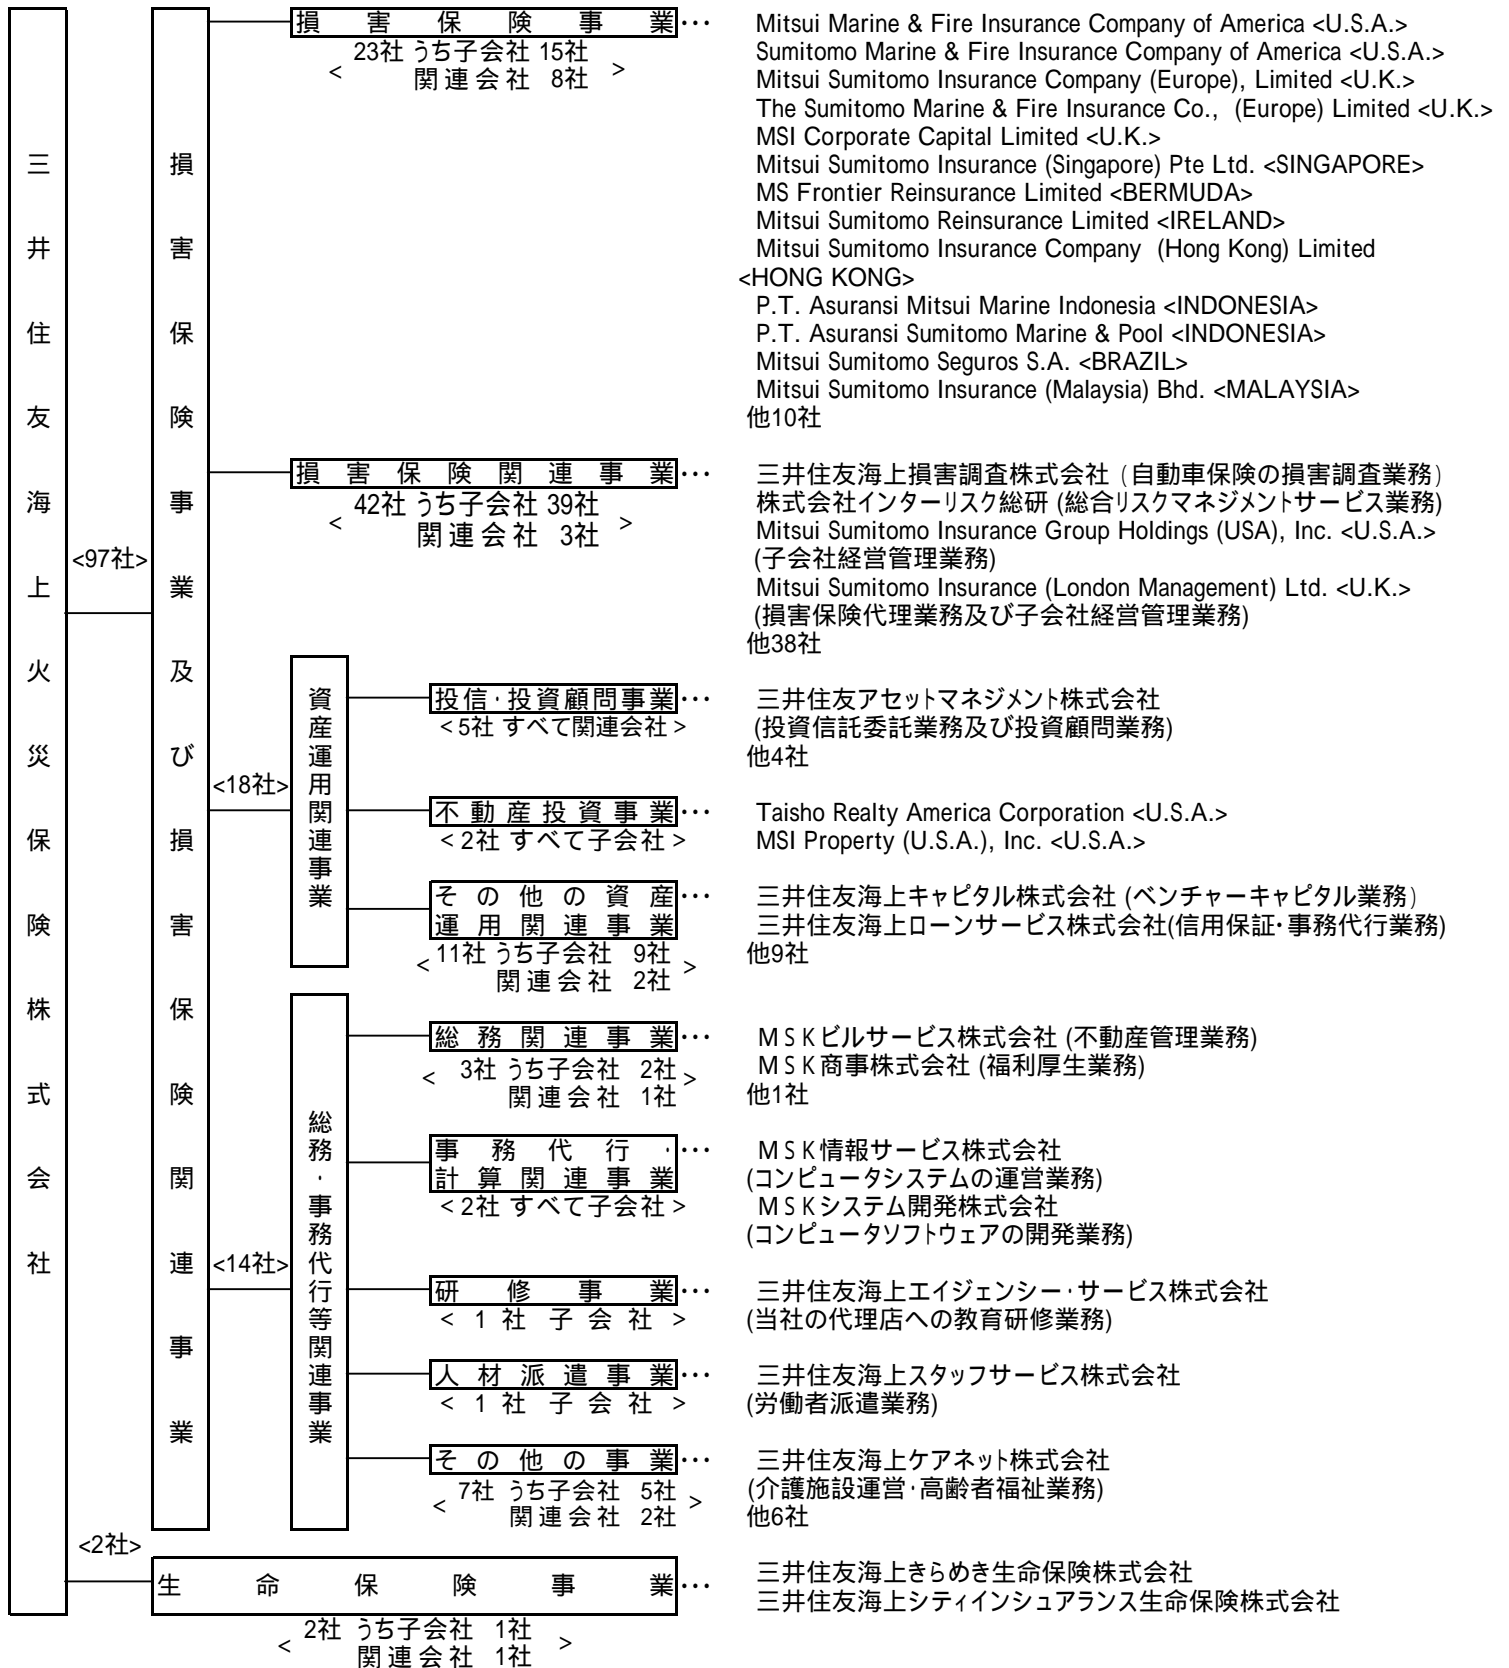 三井住友海上火災保険株式会社
<97社>
損害保険事業及び損害保険関連事業
損害保険事業…
<23社 うち子会社 15社
関連会社 8社>
Mitsui Marine & Fire Insurance Company of America <U.S.A.>
Sumitomo Marine & Fire Insurance Company of America <U.S.A.>
Mitsui Sumitomo Insurance Company (Europe), Limited <U.K.>
The Sumitomo Marine & Fire Insurance Co., (Europe) Limited <U.K.>
MSI Corporate Capital Limited <U.K.>
Mitsui Sumitomo Insurance (Singapore) Pte Ltd. <SINGAPORE>
MS Frontier Reinsurance Limited <BERMUDA>
Mitsui Sumitomo Reinsurance Limited <IRELAND>
Mitsui Sumitomo Insurance Company (Hong Kong) Limited
<HONG KONG>
P.T. Asuransi Mitsui Marine Indonesia <INDONESIA>
P.T. Asuransi Sumitomo Marine & Pool <INDONESIA>
Mitsui Sumitomo Seguros S.A. <BRAZIL>
Mitsui Sumitomo Insurance (Malaysia) Bhd. <MALAYSIA>
他10社
損害保険関連事業…
<42社 うち子会社 39社
関連会社 3社>
三井住友海上損害調査株式会社 (自動車保険の損害調査業務)
株式会社インターリスク総研 (総合リスクマネジメントサービス業務)
Mitsui Sumitomo Insurance Group Holdings (USA), Inc. <U.S.A.>
(子会社経営管理業務)
Mitsui Sumitomo Insurance (London Management) Ltd. <U.K.>
(損害保険代理業務及び子会社経営管理業務)
他38社
<18社>
資産運用関連事業
投信・投資顧問事業…
<5社 すべて関連会社>
三井住友アセットマネジメント株式会社
(投資信託委託業務及び投資顧問業務)
他4社
不動産投資事業…
<2社 すべて子会社>
Taisho Realty America Corporation <U.S.A.>
MSI Property (U.S.A.), Inc. <U.S.A.>
その他の資産…
運用関連事業
<11社 うち子会社 9社
関連会社 2社>
三井住友海上キャピタル株式会社 (ベンチャーキャピタル業務)
三井住友海上ローンサービス株式会社(信用保証・事務代行業務)
他9社
<14社>
総務・事務代行等関連事業
総務関連事業…
<3社 うち子会社 2社
関連会社 1社>
MSKビルサービス株式会社 (不動産管理業務)
MSK商事株式会社 (福利厚生業務)
他1社
事務代行・…
計算関連事業
<2社 すべて子会社>
MSK情報サービス株式会社
(コンピュータシステムの運営業務)
MSKシステム開発株式会社
(コンピュータソフトウェアの開発業務)
研修事業…
<1社 子会社>
三井住友海上エイジェンシー・サービス株式会社
(当社の代理店への教育研修業務)
人材派遣事業…
<1社 子会社>
三井住友海上スタッフサービス株式会社
(労働者派遣業務)
その他の事業…
<7社 うち子会社 5社
関連会社 2社>
三井住友海上ケアネット株式会社
(介護施設運営・高齢者福祉業務)
他6社
<2社>
生命保険事業…
<2社 うち子会社 1社
関連会社 1社>
三井住友海上きらめき生命保険株式会社
三井住友海上シティインシュアランス生命保険株式会社